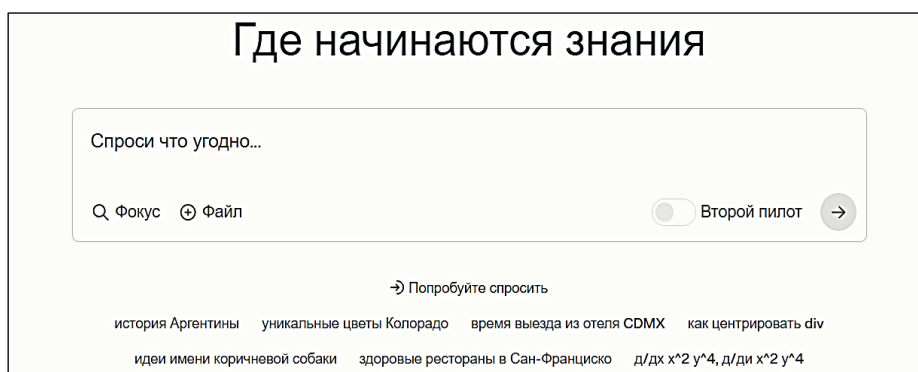 Где начинаются знания
Спроси что угодно...
Фокус Файл Второй пилот
Попробуйте спросить
история Аргентины уникальные цветы Колорадо время выезда из отеля CDMX как центрировать div
идеи имени коричневой собаки здоровые рестораны в Сан-Франциско д/дх x^2 y^4, д/ди x^2 y^4